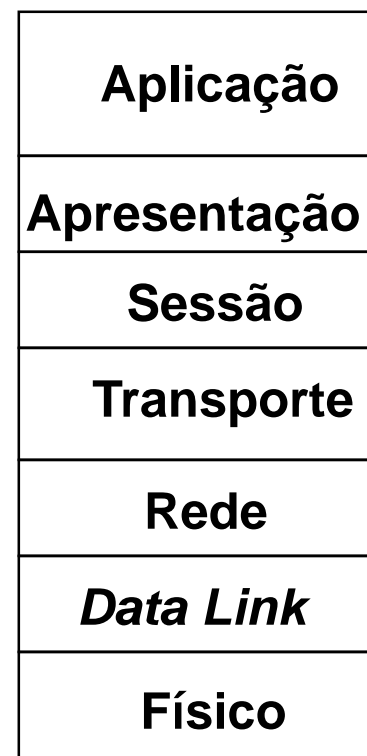 Aplicação
Apresentação
Sessão
Transporte
Rede
Data Link
Físico